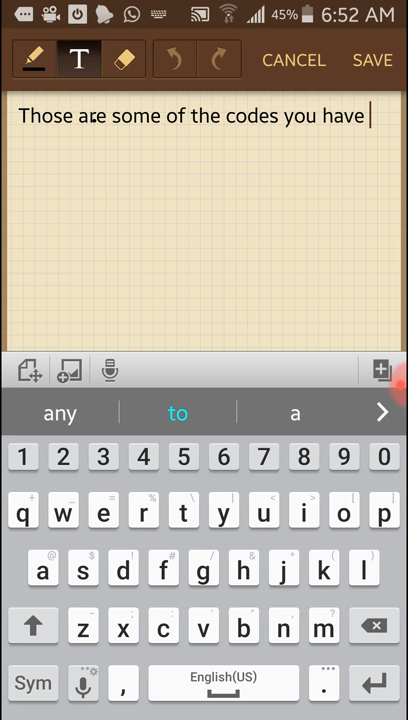 45% 6:52 AM
T CANCEL SAVE
Those are some of the codes you have
any to a
1 2 3 4 5 6 7 8 9 0
+ _ = % \ | < > [ ]
q w e r t y u i o p
@ $ ! # / & * ( )
a s d f g h j k l
- ; : ' " ?
z x c v b n m
Sym , English(US) .